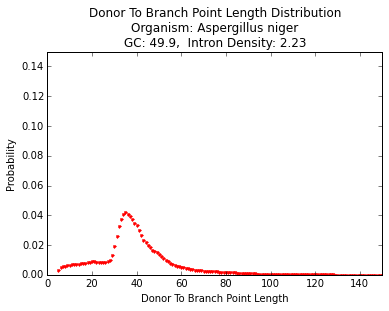 Donor To Branch Point Length Distribution
Organism: Aspergillus niger
GC: 49.9,  Intron Density: 2.23
0.14
0.12
0.10
0.08
0.06
0.04
0.02
0.00
Probability
0 20 40 60 80 100 120 140
Donor To Branch Point Length